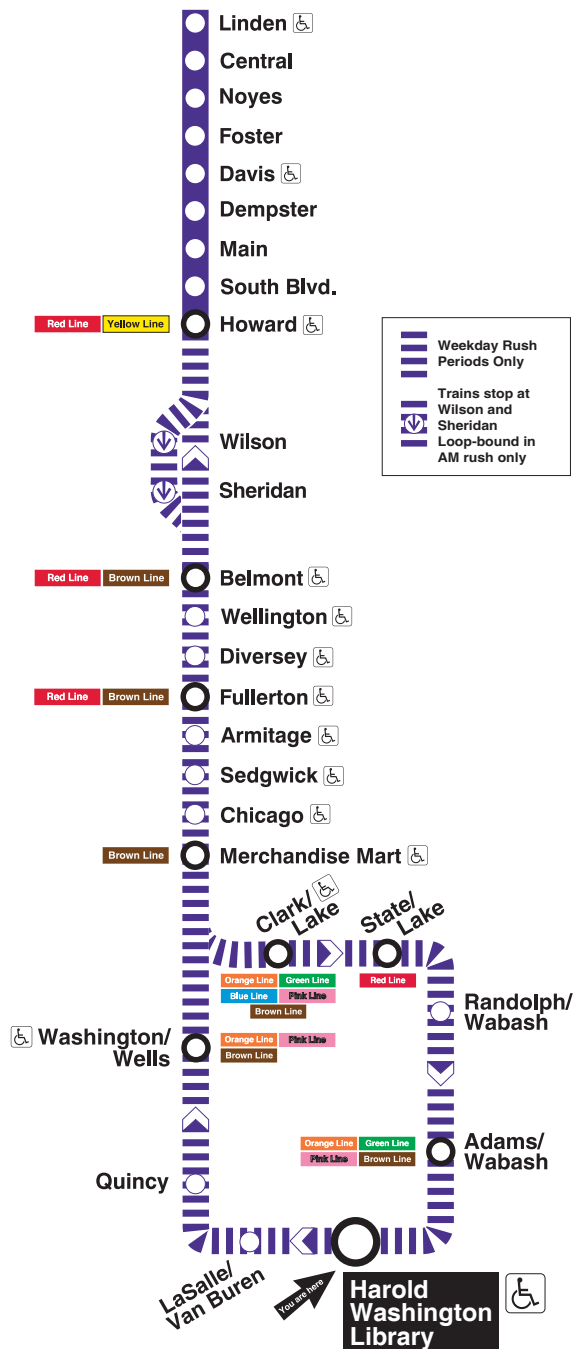 Linden
Central
Noyes
Foster
Davis
Dempster
Main
South Blvd.
Red Line Yellow Line Howard
Weekday Rush
Periods Only
Trains stop at
Wilson and
Sheridan
Loop-bound in
AM rush only
Wilson
Sheridan
Red Line Brown Line Belmont
Wellington
Diversey
Red Line Brown Line Fullerton
Armitage
Sedgwick
Chicago
Brown Line Merchandise Mart
Clark/
Lake
State/
Lake
Orange Line Green Line
Blue Line Pink Line
Brown Line
Red Line
Randolph/
Wabash
Washington/
Wells
Orange Line Pink Line
Brown Line
Orange Line Green Line
Pink Line Brown Line
Adams/
Wabash
Quincy
LaSalle/
Van Buren
You are here
Harold
Washington
Library